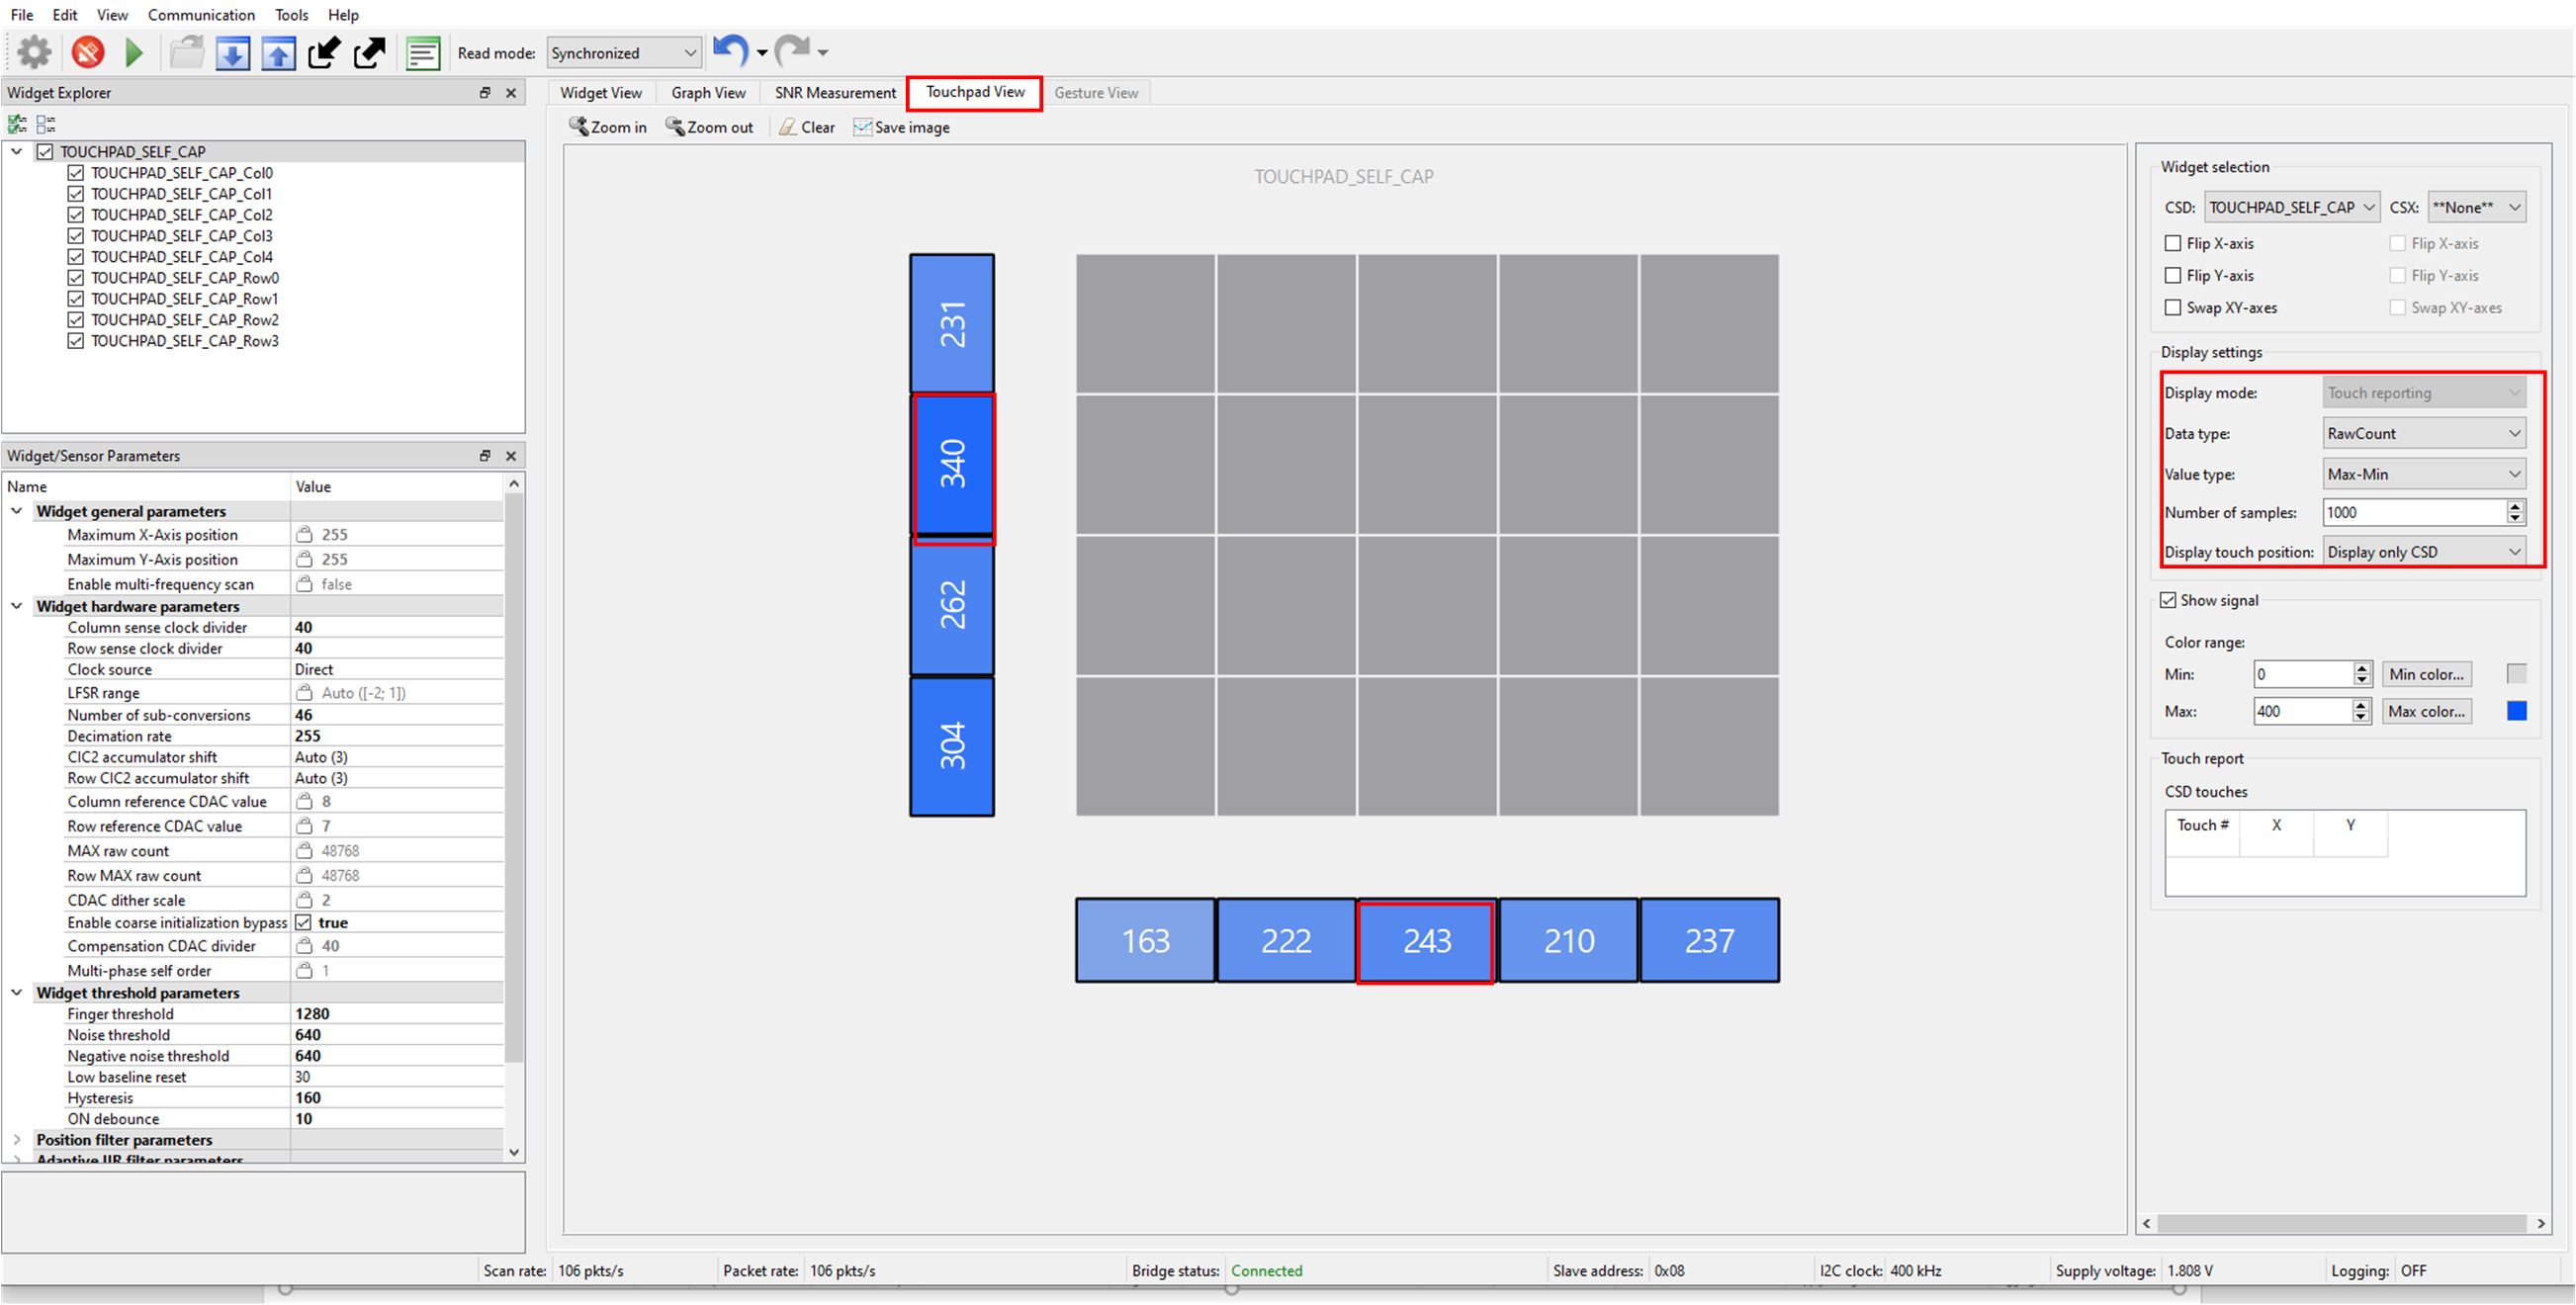 File Edit View Communication Tools Help
Read mode: Synchronized
Widget Explorer
TOUCHPAD_SELF_CAP
TOUCHPAD_SELF_CAP_Col0
TOUCHPAD_SELF_CAP_Col1
TOUCHPAD_SELF_CAP_Col2
TOUCHPAD_SELF_CAP_Col3
TOUCHPAD_SELF_CAP_Col4
TOUCHPAD_SELF_CAP_Row0
TOUCHPAD_SELF_CAP_Row1
TOUCHPAD_SELF_CAP_Row2
TOUCHPAD_SELF_CAP_Row3
Widget/Sensor Parameters
Name Value
Widget general parameters
Maximum X-Axis position 255
Maximum Y-Axis position 255
Enable multi-frequency scan false
Widget hardware parameters
Column sense clock divider 40
Row sense clock divider 40
Clock source Direct
LFSR range Auto ([-2; 1])
Number of sub-conversions 46
Decimation rate 255
CIC2 accumulator shift Auto (3)
Row CIC2 accumulator shift Auto (3)
Column reference CDAC value 8
Row reference CDAC value 7
MAX raw count 48768
Row MAX raw count 48768
CDAC dither scale 2
Enable coarse initialization bypass true
Compensation CDAC divider 40
Multi-phase self order 1
Widget threshold parameters
Finger threshold 1280
Noise threshold 640
Negative noise threshold 640
Low baseline reset 30
Hysteresis 160
ON debounce 10
Position filter parameters
Adaptive IIR filter parameters
Widget View Graph View SNR Measurement Touchpad View Gesture View
Zoom in Zoom out Clear Save image
TOUCHPAD_SELF_CAP
231
340
262
304
163 222 243 210 237
Widget selection
CSD: TOUCHPAD_SELF_CAP CSX: **None**
Flip X-axis Flip X-axis
Flip Y-axis Flip Y-axis
Swap XY-axes Swap XY-axes
Display settings
Display mode: Touch reporting
Data type: RawCount
Value type: Max-Min
Number of samples: 1000
Display touch position: Display only CSD
Show signal
Color range:
Min: 0 Min color...
Max: 400 Max color...
Touch report
CSD touches
Touch # X Y
Scan rate: 106 pkts/s Packet rate: 106 pkts/s Bridge status: Connected Slave address: 0x08 I2C clock: 400 kHz Supply voltage: 1.808 V Logging: OFF